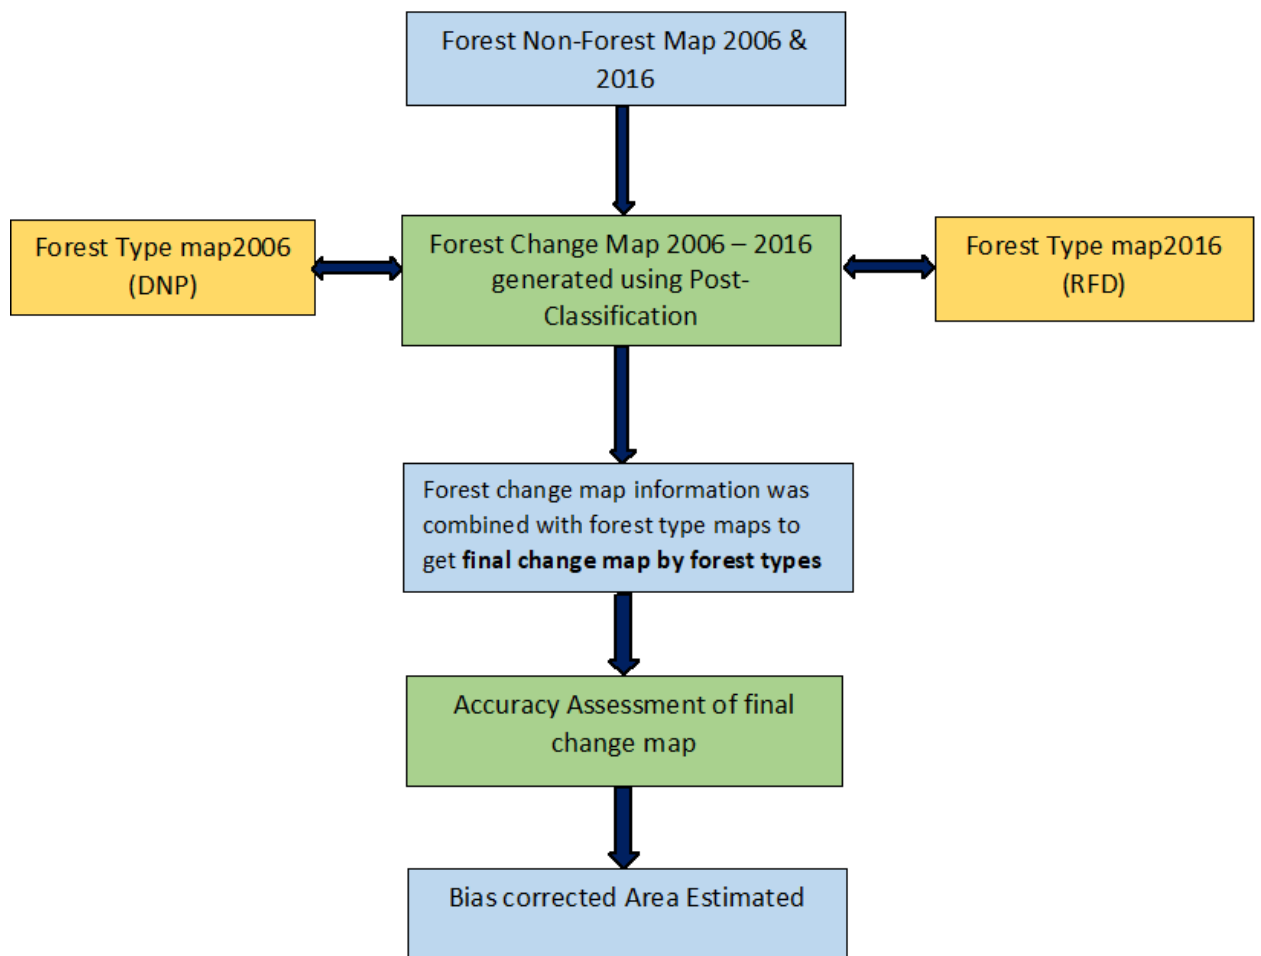 Forest Non-Forest Map 2006 &
2016
Forest Type map2006
(DNP)
Forest Change Map 2006 – 2016
generated using Post-
Classification
Forest Type map2016
(RFD)
Forest change map information was
combined with forest type maps to
get final change map by forest types
Accuracy Assessment of final
change map
Bias corrected Area Estimated